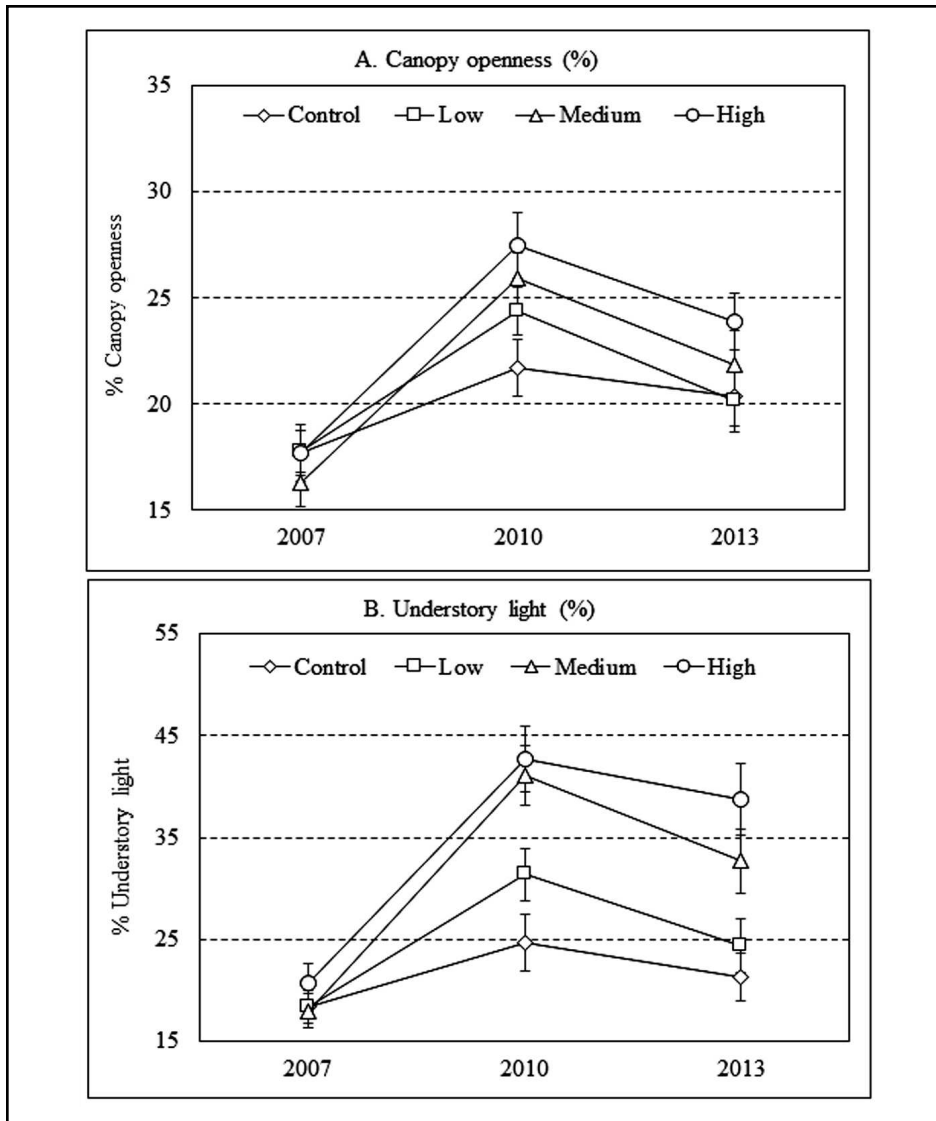 A. Canopy openness (%)
35
Control Low Medium High
30
25
20
15
% Canopy openness
2007 2010 2013
B. Understory light (%)
55
Control Low Medium High
45
35
25
15
% Understory light
2007 2010 2013